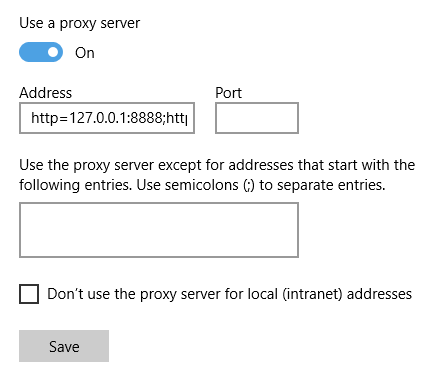 Use a proxy server
On
Address Port
http=127.0.0.1:8888;http
Use the proxy server except for addresses that start with the
following entries. Use semicolons (;) to separate entries.
Don't use the proxy server for local (intranet) addresses
Save